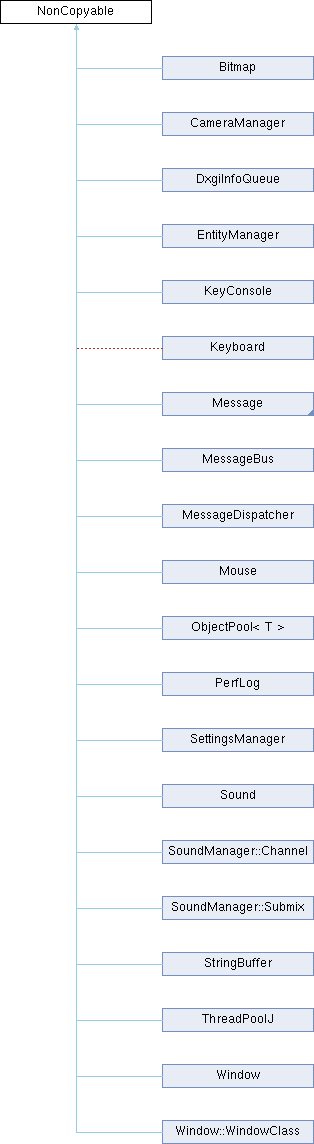 NonCopyable
Bitmap
CameraManager
DxgiInfoQueue
EntityManager
KeyConsole
Keyboard
Message
MessageBus
MessageDispatcher
Mouse
ObjectPool< T >
PerfLog
SettingsManager
Sound
SoundManager::Channel
SoundManager::Submix
StringBuffer
ThreadPoolJ
Window
Window::WindowClass